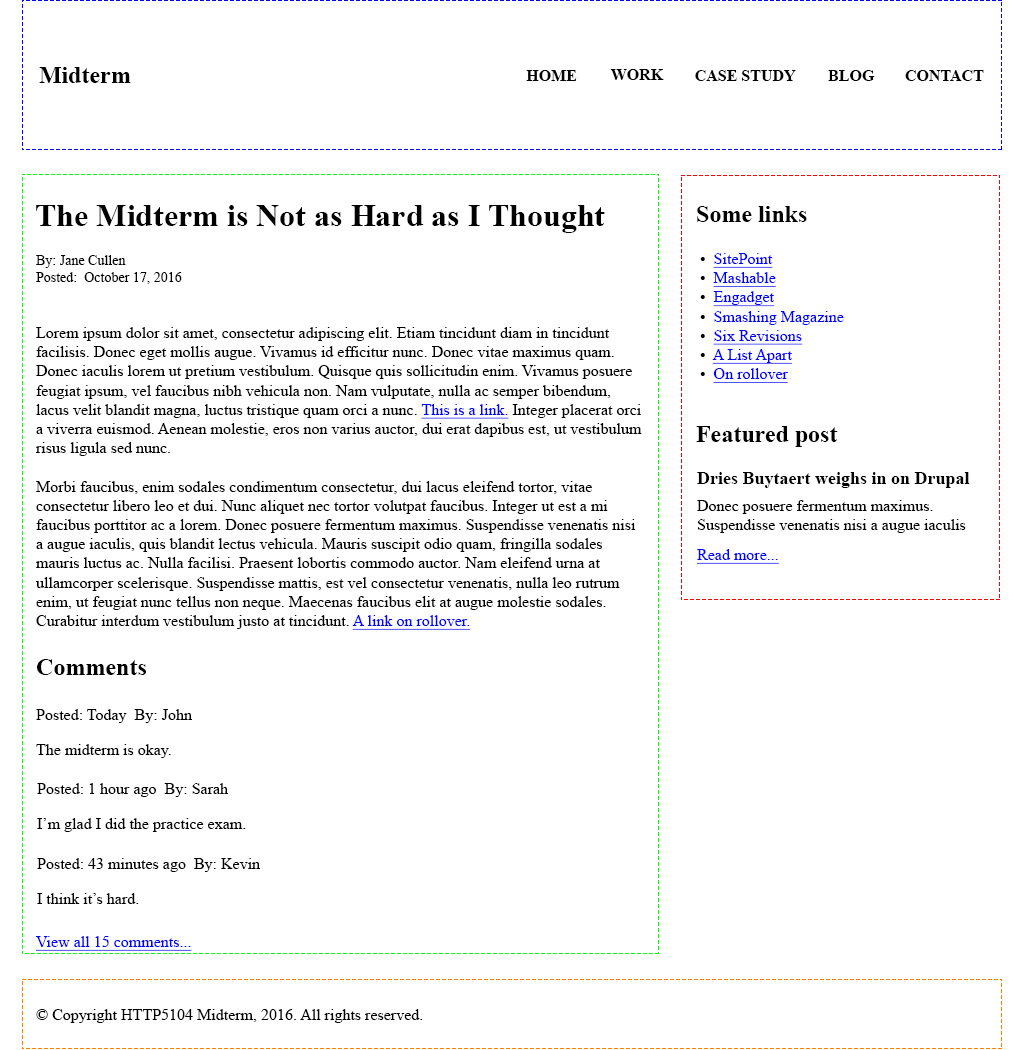 Midterm
HOME WORK CASE STUDY BLOG CONTACT
The Midterm is Not as Hard as I Thought
By: Jane Cullen
Posted:  October 17, 2016
Lorem ipsum dolor sit amet, consectetur adipiscing elit. Etiam tincidunt diam in tincidunt
facilisis. Donec eget mollis augue. Vivamus id efficitur nunc. Donec vitae maximus quam.
Donec iaculis lorem ut pretium vestibulum. Quisque quis sollicitudin enim. Vivamus posuere
feugiat ipsum, vel faucibus nibh vehicula non. Nam vulputate, nulla ac semper bibendum,
lacus velit blandit magna, luctus tristique quam orci a nunc. This is a link. Integer placerat orci
a viverra euismod. Aenean molestie, eros non varius auctor, dui erat dapibus est, ut vestibulum
risus ligula sed nunc.
Morbi faucibus, enim sodales condimentum consectetur, dui lacus eleifend tortor, vitae
consectetur libero leo et dui. Nunc aliquet nec tortor volutpat faucibus. Integer ut est a mi
faucibus porttitor ac a lorem. Donec posuere fermentum maximus. Suspendisse venenatis nisi
a augue iaculis, quis blandit lectus vehicula. Mauris suscipit odio quam, fringilla sodales
mauris luctus ac. Nulla facilisi. Praesent lobortis commodo auctor. Nam eleifend urna at
ullamcorper scelerisque. Suspendisse mattis, est vel consectetur venenatis, nulla leo rutrum
enim, ut feugiat nunc tellus non neque. Maecenas faucibus elit at augue molestie sodales.
Curabitur interdum vestibulum justo at tincidunt. A link on rollover.
Comments
Posted: Today  By: John
The midterm is okay.
Posted: 1 hour ago  By: Sarah
I’m glad I did the practice exam.
Posted: 43 minutes ago  By: Kevin
I think it’s hard.
View all 15 comments...
Some links
• SitePoint
• Mashable
• Engadget
• Smashing Magazine
• Six Revisions
• A List Apart
• On rollover
Featured post
Dries Buytaert weighs in on Drupal
Donec posuere fermentum maximus.
Suspendisse venenatis nisi a augue iaculis
Read more...
© Copyright HTTP5104 Midterm, 2016. All rights reserved.